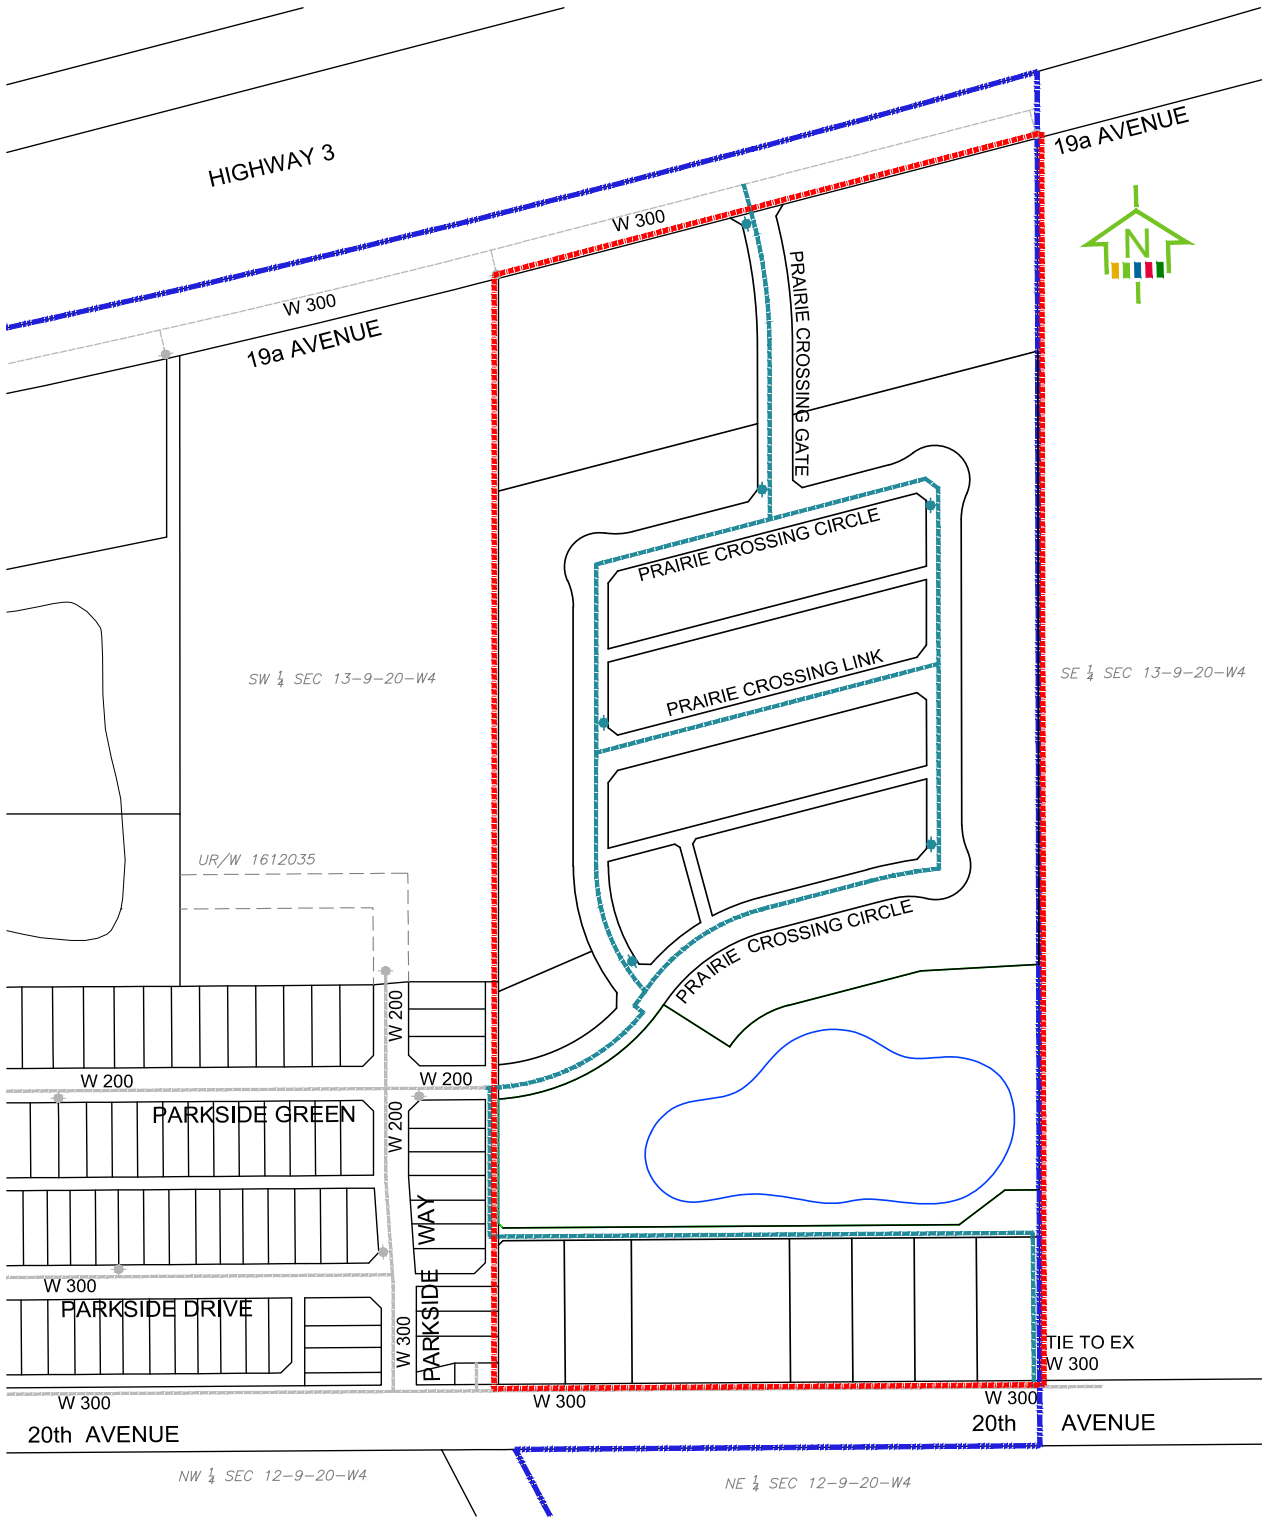 19a AVENUE
HIGHWAY 3
N
W 300
W 300
19a AVENUE
PRAIRIE CROSSING GATE
PRAIRIE CROSSING CIRCLE
PRAIRIE CROSSING LINK
SW 1/4 SEC 13-9-20-W4
SE 1/4 SEC 13-9-20-W4
UR/W 1612035
PRAIRIE CROSSING CIRCLE
W 200
W 200
W 200
PARKSIDE GREEN
W 200
PARKSIDE WAY
W 300
PARKSIDE DRIVE
W 300
TIE TO EX
W 300
W 300
W 300
W 300
20th AVENUE
20th AVENUE
NW 1/4 SEC 12-9-20-W4
NE 1/4 SEC 12-9-20-W4